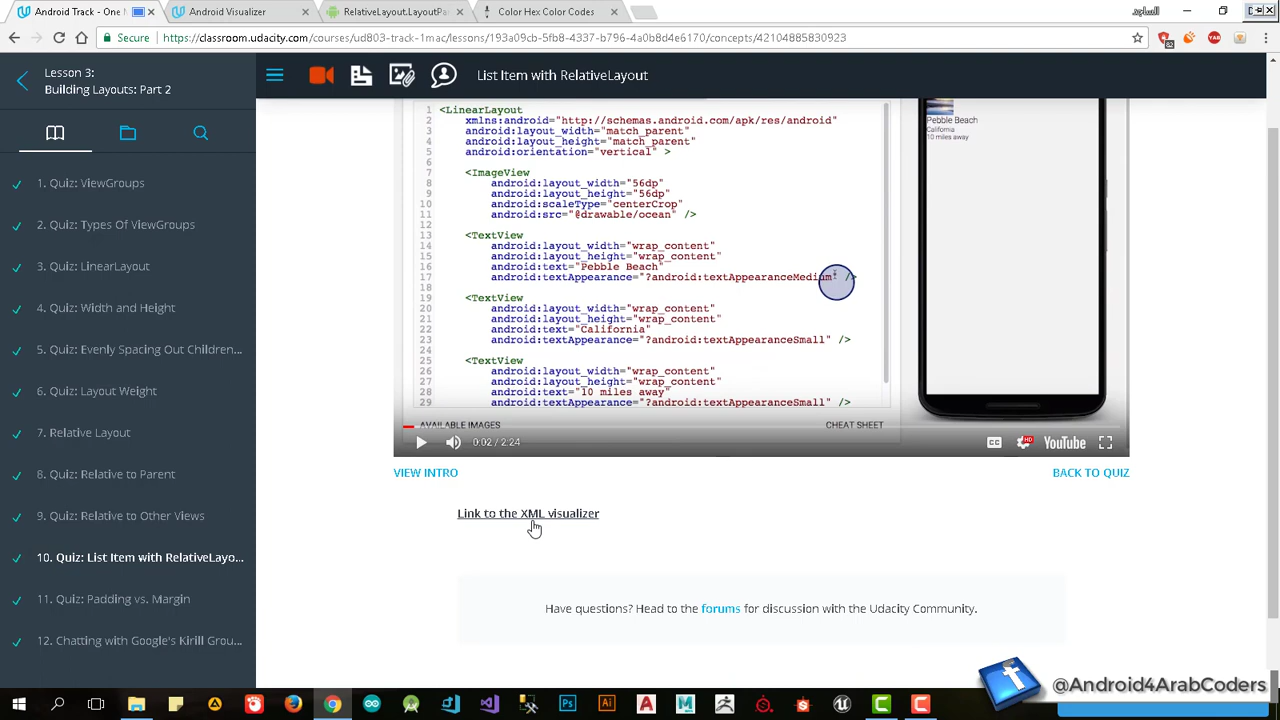 Android Track - One
Android Visualizer
RelativeLayout.LayoutPa
Color Hex Color Codes
السلعود
Secure
https://classroom.udacity.com/courses/ud803-track-1mac/lessons/193a09cb-5fb8-4337-b796-4a0b8d4e6170/concepts/42104885830923
Lesson 3:
Building Layouts: Part 2
List Item with RelativeLayout
1. Quiz: ViewGroups
2. Quiz: Types Of ViewGroups
3. Quiz: LinearLayout
4. Quiz: Width and Height
5. Quiz: Evenly Spacing Out Children...
6. Quiz: Layout Weight
7. Relative Layout
8. Quiz: Relative to Parent
9. Quiz: Relative to Other Views
10. Quiz: List Item with RelativeLayo...
11. Quiz: Padding vs. Margin
12. Chatting with Google's Kirill Grou...
1 <LinearLayout
2 xmlns:android="http://schemas.android.com/apk/res/android"
3 android:layout_width="match_parent"
4 android:layout_height="match_parent"
5 android:orientation="vertical" >
6
7 <ImageView
8 android:layout_width="56dp"
9 android:layout_height="56dp"
10 android:scaleType="centerCrop"
11 android:src="@drawable/ocean" />
12
13 <TextView
14 android:layout_width="wrap_content"
15 android:layout_height="wrap_content"
16 android:text="Pebble Beach"
17 android:textAppearance="?android:textAppearanceMedium" />
18
19 <TextView
20 android:layout_width="wrap_content"
21 android:layout_height="wrap_content"
22 android:text="California"
23 android:textAppearance="?android:textAppearanceSmall" />
24
25 <TextView
26 android:layout_width="wrap_content"
27 android:layout_height="wrap_content"
28 android:text="10 miles away"
29 android:textAppearance="?android:textAppearanceSmall" />
Pebble Beach
California
10 miles away
AVAILABLE IMAGES
CHEAT SHEET
0:02 / 2:24
CC
HD
YouTube
VIEW INTRO
BACK TO QUIZ
Link to the XML visualizer
Have questions? Head to the forums for discussion with the Udacity Community.
@Android4ArabCoders